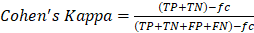 Cohen's Kappa = (TP+TN)−fc / (TP+TN+FP+FN)−fc